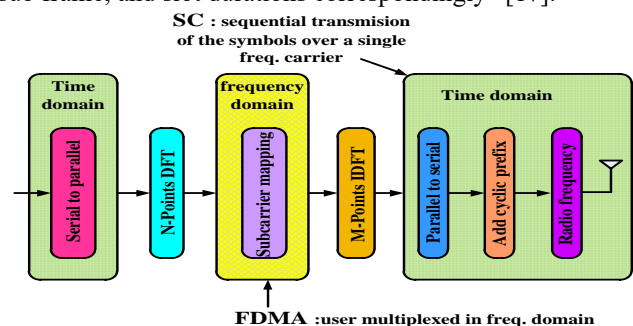 SC : sequential transmision
of the symbols over a single
freq. carrier
Time
domain
frequency
domain
Time domain
Serial to parallel
N-Points DFT
Subcarrier mapping
M-Points IDFT
Parallel to serial
Add cyclic prefix
Radio frequency
FDMA :user multiplexed in freq. domain